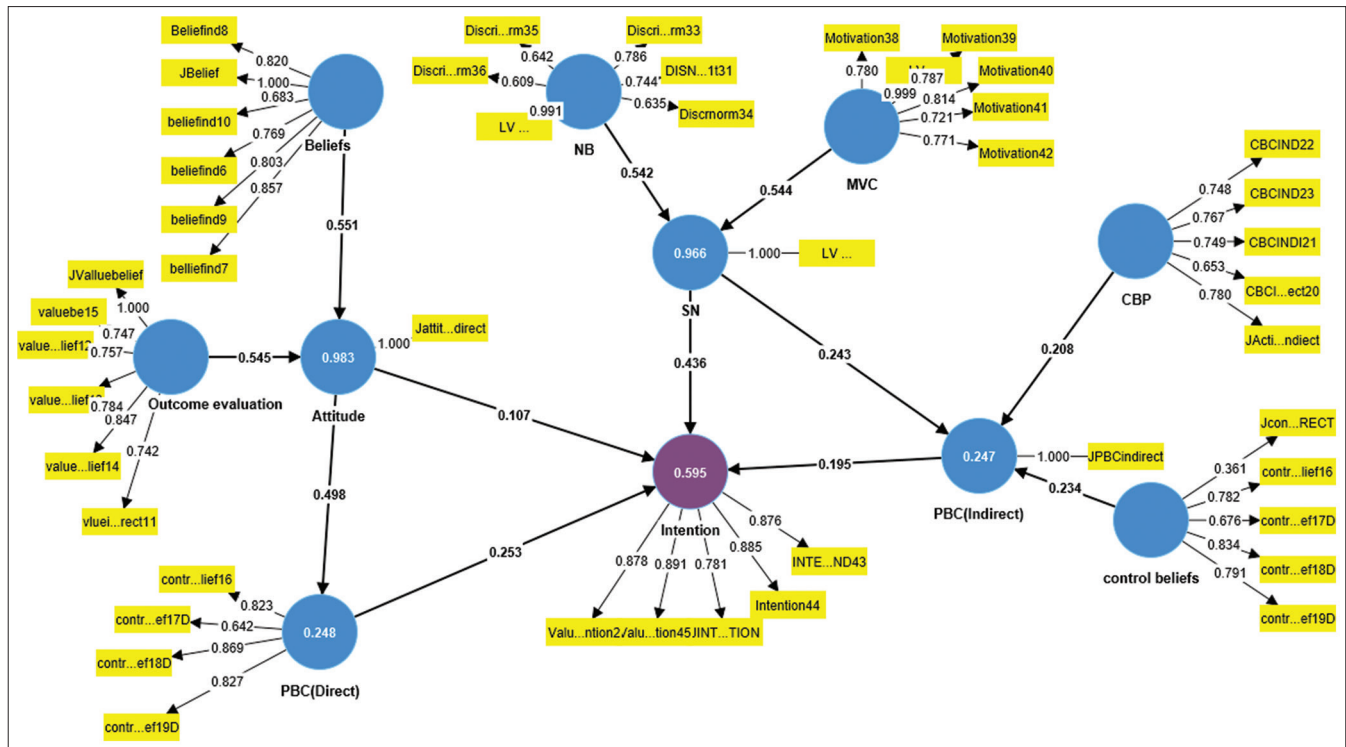 Beliefind8
JBelief
beliefind10
beliefind6
beliefind9
belliefind7
0.820
1.000
0.683
0.769
0.803
0.857
Beliefs
0.551
Discri...rm35
Discri...rm33
Discri...rm36
DISN...1t31
Discrnorm34
LV ...
0.642
0.786
0.609
0.744
0.635
0.991
NB
0.542
Motivation38
Motivation39
LV
Motivation40
Motivation41
Motivation42
0.780
0.787
0.999
0.814
0.721
0.771
MVC
0.544
0.966
1.000
LV ...
SN
0.436
0.243
CBCIND22
CBCIND23
CBCINDI21
CBCI...ect20
JActi...ndiect
0.748
0.767
0.749
0.653
0.780
CBP
0.208
JValluebelief
valuebe15
value...lief12
value...lief
value...lief14
vluei...rect11
1.000
0.747
0.757
0.784
0.847
0.742
Outcome evaluation
0.545
0.983
1.000
Jattit...direct
Attitude
0.107
0.498
contr...lief16
contr...ef17D
contr...ef18D
contr...ef19D
0.823
0.642
0.869
0.827
0.248
PBC(Direct)
0.253
0.595
Intention
0.878
0.891
0.781
0.885
0.876
INTE...ND43
Intention44
JINT...TION
0.195
0.247
1.000
JPBCindirect
PBC(Indirect)
0.234
Jcon...RECT
contr...lief16
contr...ef17D
contr...ef18D
contr...ef19D
0.361
0.782
0.676
0.834
0.791
control beliefs